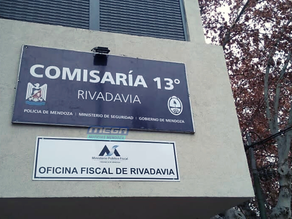 COMISARÍA 13°
RIVADAVIA
POLICIA DE MENDOZA | MINISTERIO DE SEGURIDAD | GOBIERNO DE MENDOZA
MEGA
Ministerio Público Fiscal
OFICINA FISCAL DE RIVADAVIA